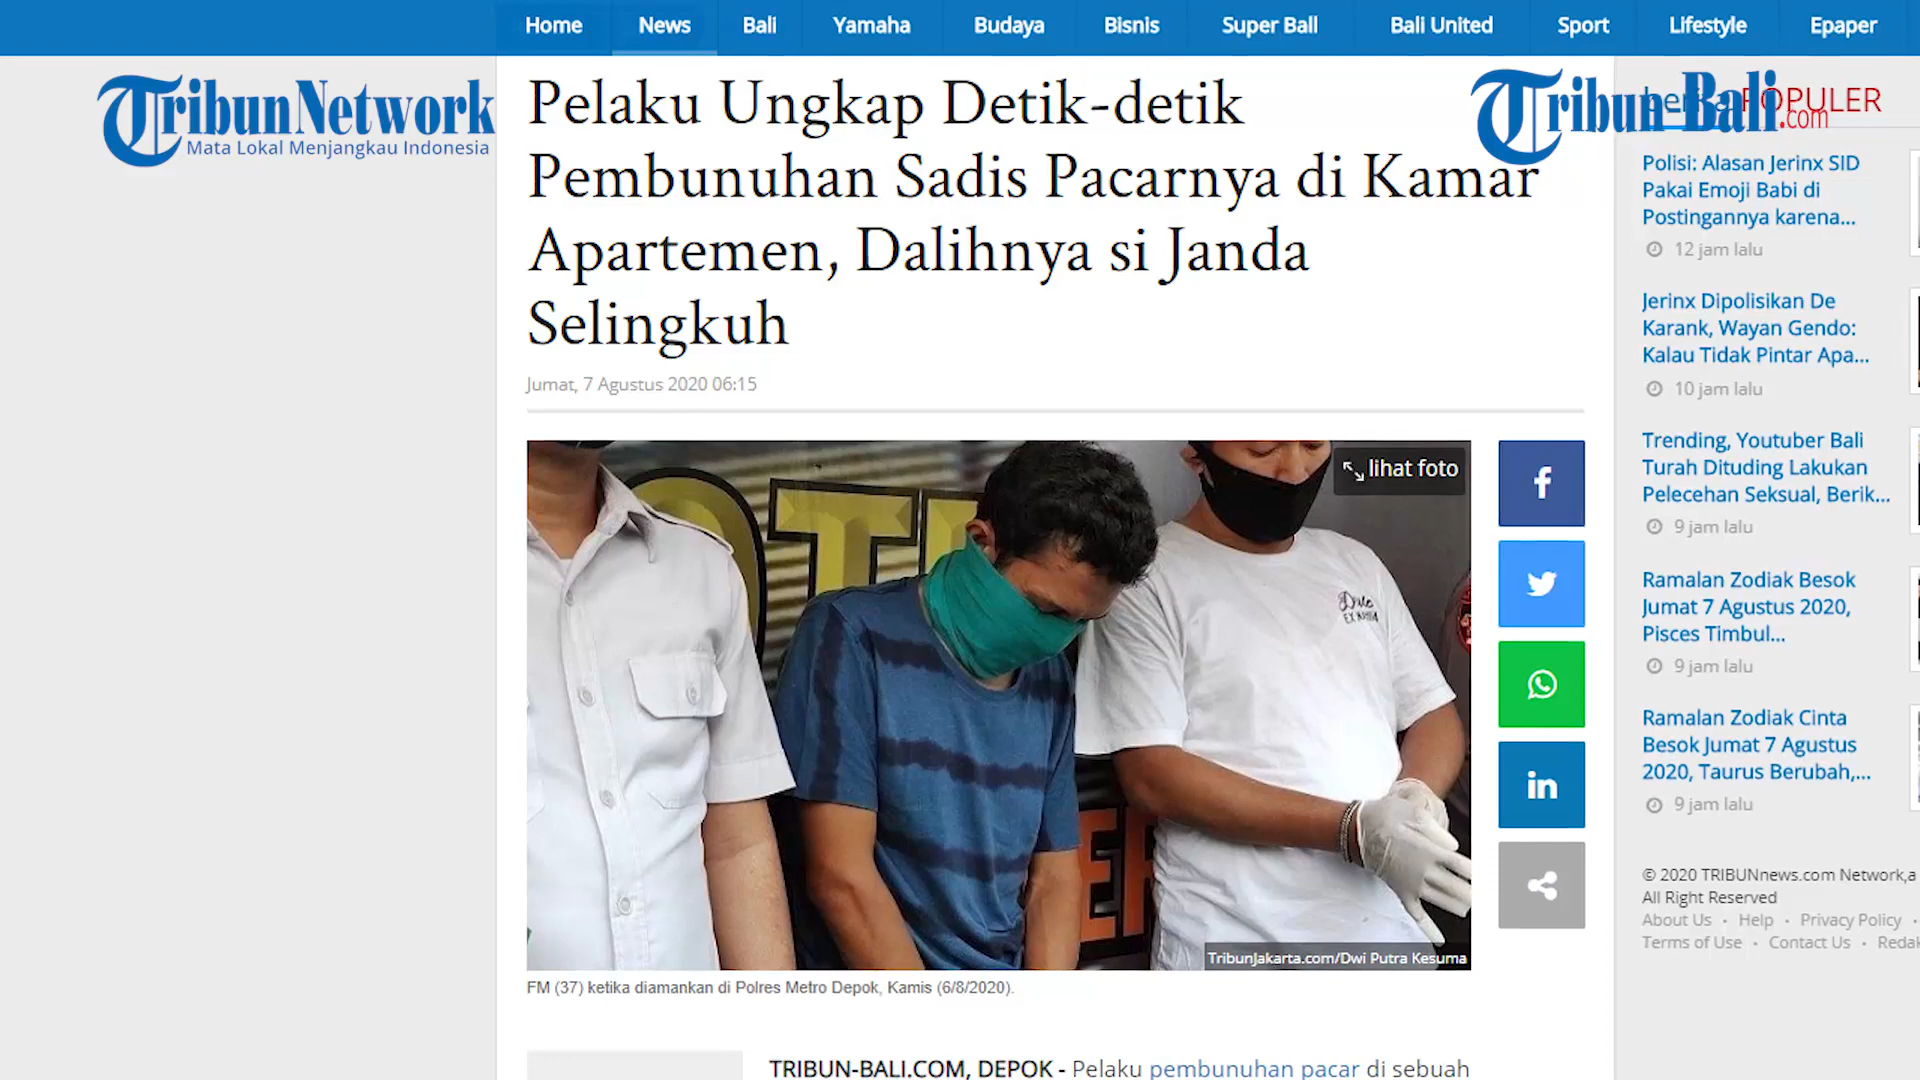 Home News Bali Yamaha Budaya Bisnis Super Ball Bali United Sport Lifestyle Epaper
TribunNetwork
Mata Lokal Menjangkau Indonesia
Pelaku Ungkap Detik-detik
Pembunuhan Sadis Pacarnya di Kamar
Apartemen, Dalihnya si Janda
Selingkuh
Jumat, 7 Agustus 2020 06:15
lihat foto
TribunJakarta.com/Dwi Putra Kesuma
FM (37) ketika diamankan di Polres Metro Depok, Kamis (6/8/2020).
TRIBUN-BALI.COM, DEPOK - Pelaku pembunuhan pacar di sebuah
Tribun Bali.com
berita POPULER
Polisi: Alasan Jerinx SID
Pakai Emoji Babi di
Postingannya karena...
12 jam lalu
Jerinx Dipolisikan De
Karank, Wayan Gendo:
Kalau Tidak Pintar Apa...
10 jam lalu
Trending, Youtuber Bali
Turah Dituding Lakukan
Pelecehan Seksual, Berik...
9 jam lalu
Ramalan Zodiak Besok
Jumat 7 Agustus 2020,
Pisces Timbul...
9 jam lalu
Ramalan Zodiak Cinta
Besok Jumat 7 Agustus
2020, Taurus Berubah,...
9 jam lalu
© 2020 TRIBUNnews.com Network,a
All Right Reserved
About Us · Help · Privacy Policy ·
Terms of Use · Contact Us · Redak